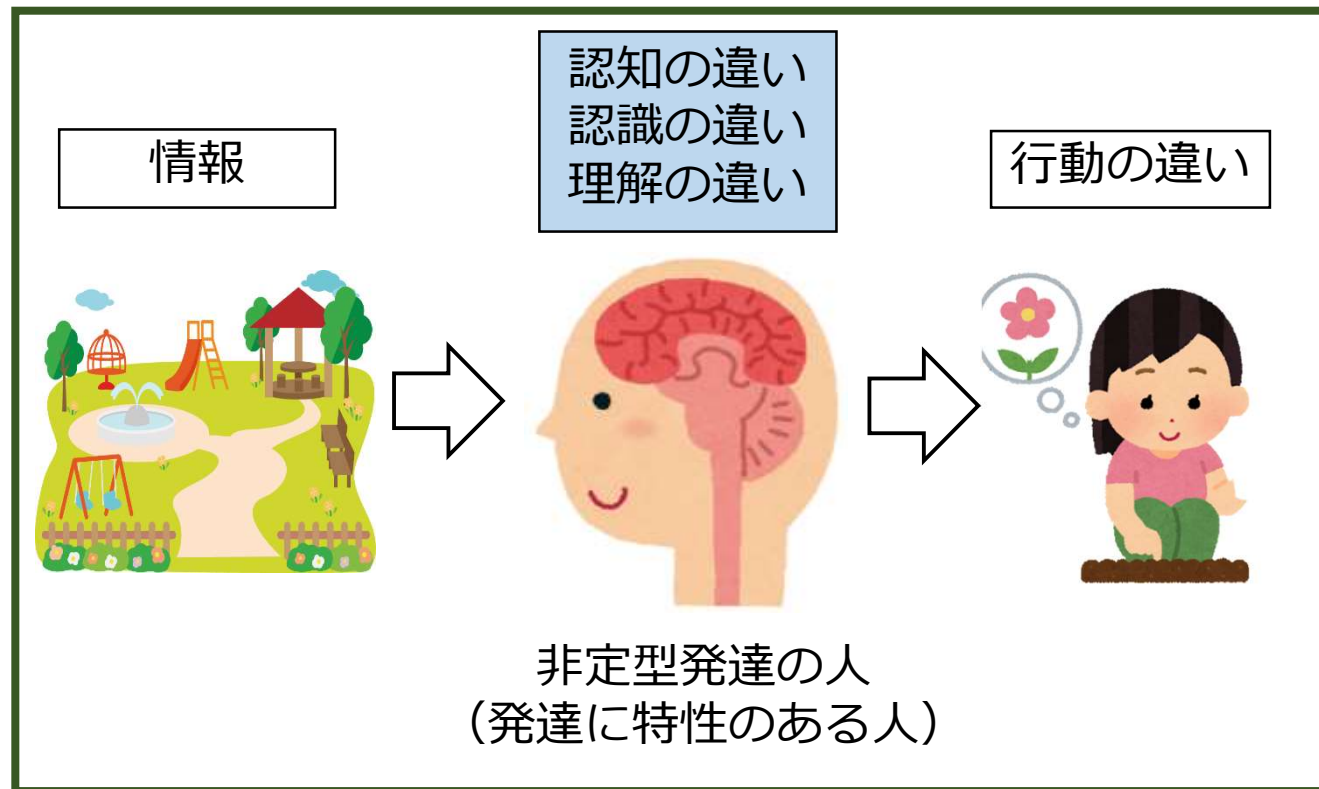 情報
認知の違い
認識の違い
理解の違い
行動の違い
非定型発達の人
（発達に特性のある人）